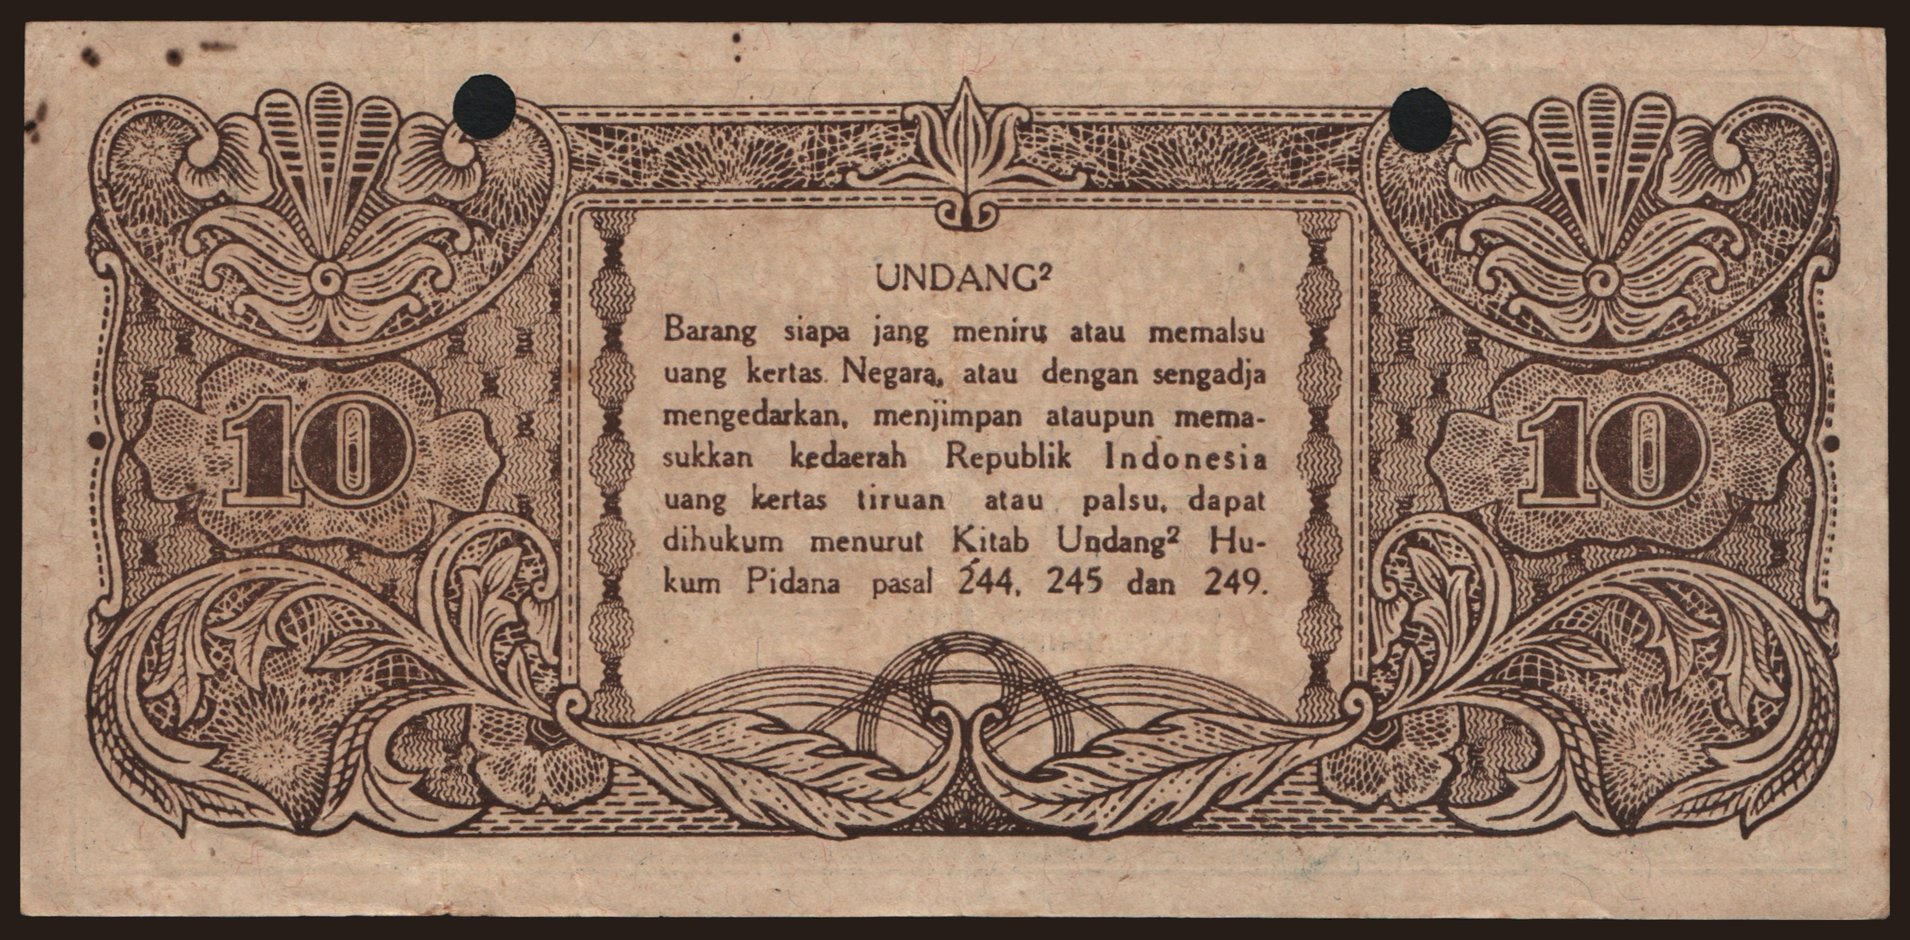 UNDANG²
Barang siapa jang meniru atau memalsu
uang kertas Negara, atau dengan sengadja
mengedarkan, menjimpan ataupun mema-
sukkan kedaerah Republik Indonesia
uang kertas tiruan atau palsu, dapat
dihukum menurut Kitab Undang² Hu-
kum Pidana pasal 244, 245 dan 249.
10
10